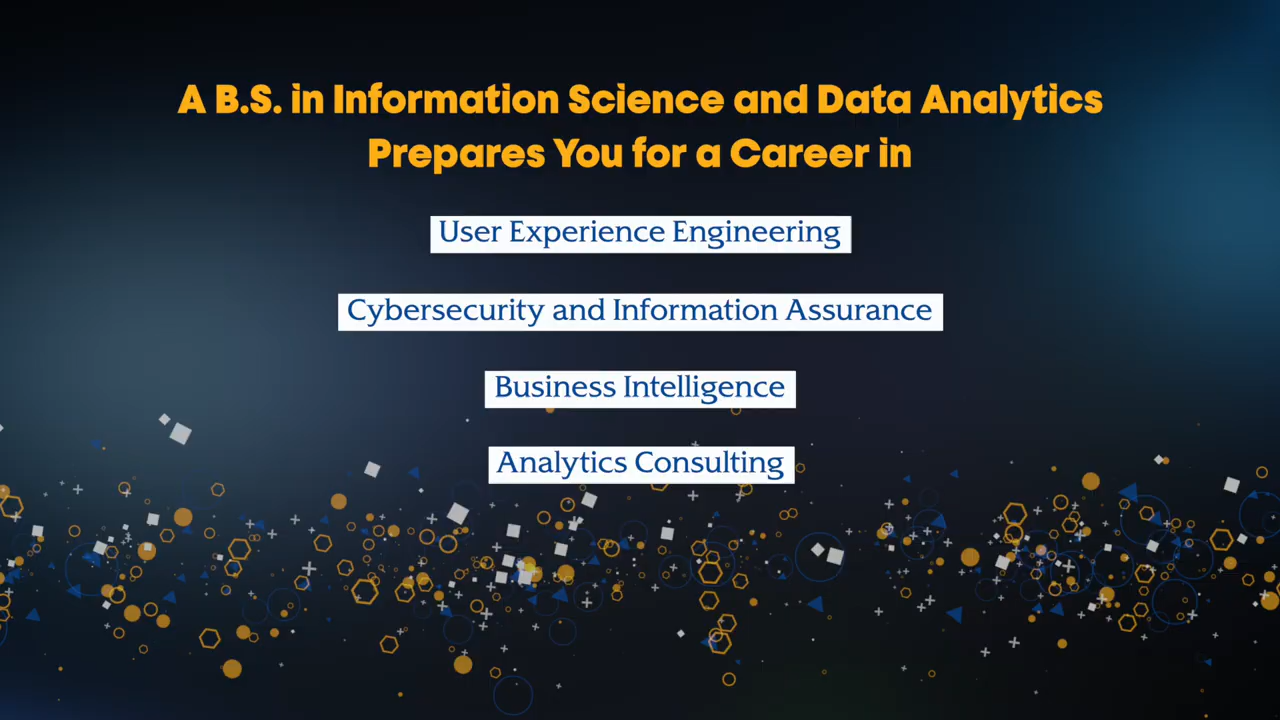 A B.S. in Information Science and Data Analytics
Prepares You for a Career in
User Experience Engineering
Cybersecurity and Information Assurance
Business Intelligence
Analytics Consulting